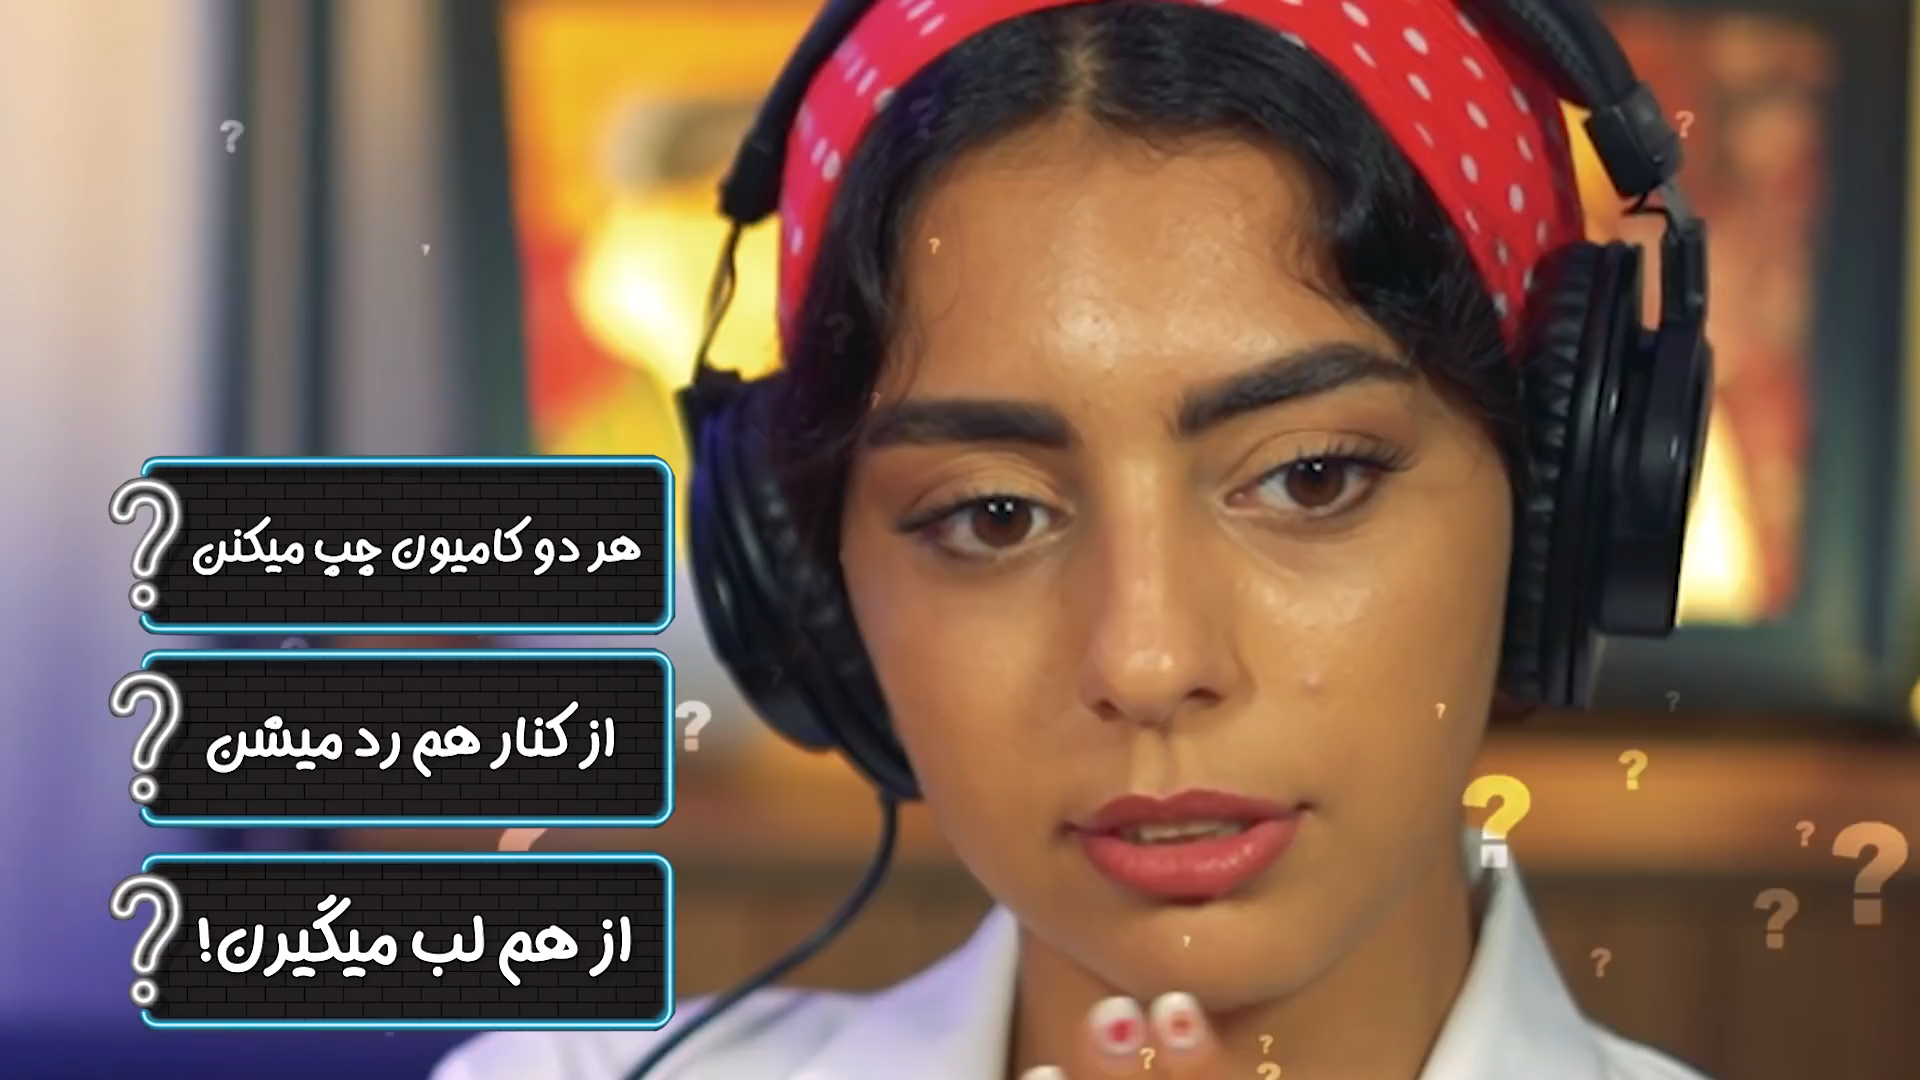 هر دو کامیون چپ میکنن
از کنار هم رد میشن
از هم لب میگیرن!